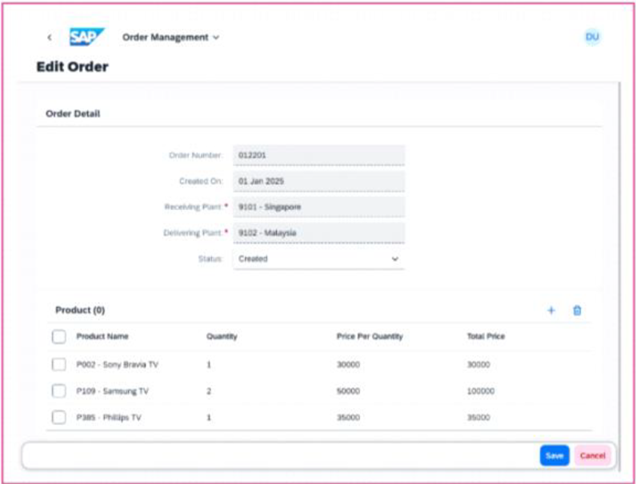 SAP Order Management DU
Edit Order
Order Detail
Order Number: 012201
Created On: 01 Jan 2025
Receiving Plant * 9101 - Singapore
Delivering Plant * 9102 - Malaysia
Status: Created
Product (0)
Product Name Quantity Price Per Quantity Total Price
P002 - Sony Bravia TV 1 30000 30000
P109 - Samsung TV 2 50000 100000
P385 - Phillips TV 1 35000 35000
Save Cancel